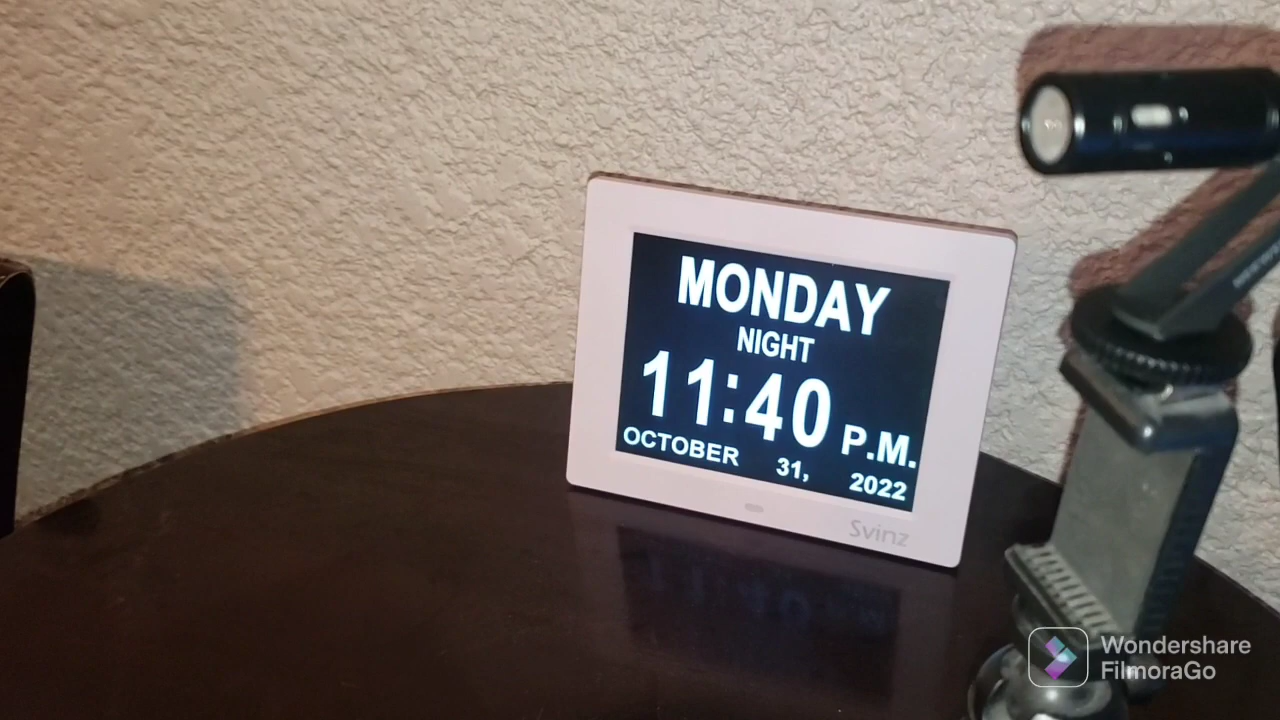 MONDAY
NIGHT
11:40 P.M.
OCTOBER 31, 2022
Svinz
Wondershare
FilmoraGo